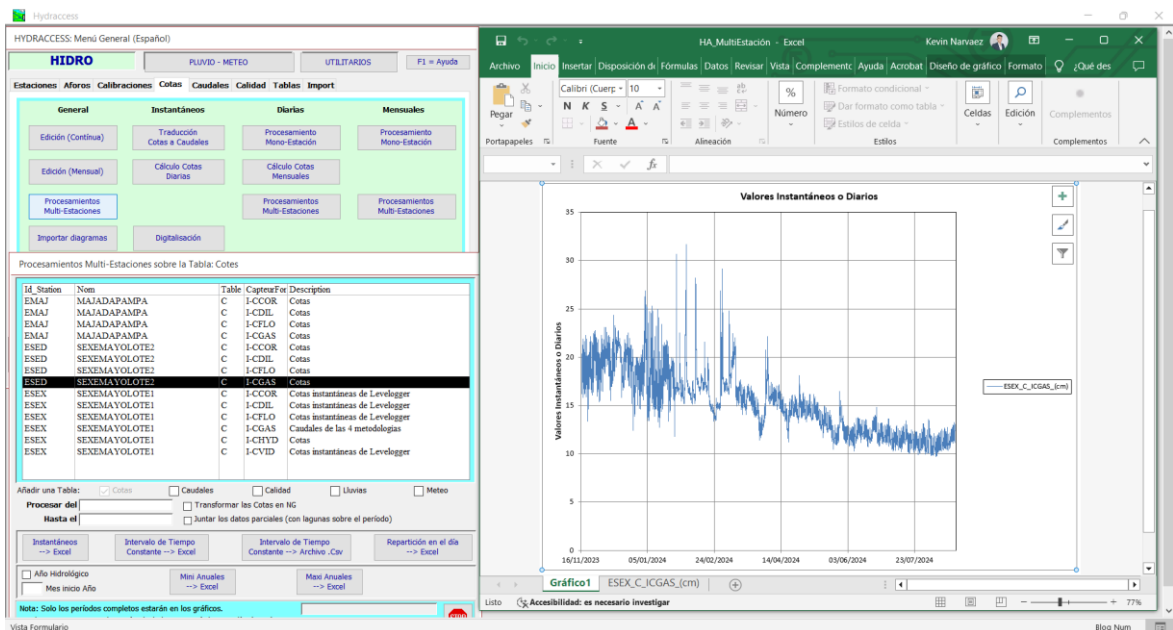 Hydraccess
HYDRACCESS: Menú General (Español)
HIDRO
PLUVIO - METEO
UTILITARIOS
F1 = Ayuda
Estaciones Aforos Calibraciones Cotas Caudales Calidad Tablas Import
General Instantáneos Diarias Mensuales
Edición (Contínua)
Traducción
Cotas a Caudales
Procesamiento
Mono-Estación
Procesamiento
Mono-Estación
Edición (Mensual)
Cálculo Cotas
Diarias
Cálculo Cotas
Mensuales
Procesamientos
Multi-Estaciones
Procesamientos
Multi-Estaciones
Procesamientos
Multi-Estaciones
Importar diagramas
Digitalisación
Procesamientos Multi-Estaciones sobre la Tabla: Cotes
Id_Station Nom Table CapteurFor Description
EMAJ MAJADAPAMPA C I-CCOR Cotas
EMAJ MAJADAPAMPA C I-CDIL Cotas
EMAJ MAJADAPAMPA C I-CFLO Cotas
EMAJ MAJADAPAMPA C I-CGAS Cotas
ESED SEXEMAYOLOTE2 C I-CCOR Cotas
ESED SEXEMAYOLOTE2 C I-CDIL Cotas
ESED SEXEMAYOLOTE2 C I-CFLO Cotas
ESED SEXEMAYOLOTE2 C I-CGAS Cotas
ESEX SEXEMAYOLOTE1 C I-CCOR Cotas instantáneas de Levelogger
ESEX SEXEMAYOLOTE1 C I-CDIL Cotas instantáneas de Levelogger
ESEX SEXEMAYOLOTE1 C I-CFLO Cotas instantáneas de Levelogger
ESEX SEXEMAYOLOTE1 C I-CGAS Caudales de las 4 metodologias
ESEX SEXEMAYOLOTE1 C I-CHYD Cotas
ESEX SEXEMAYOLOTE1 C I-CVID Cotas instantáneas de Levelogger
Añadir una Tabla: Cotas Caudales Calidad Lluvias Meteo
Procesar del Transformar las Cotas en NG
Hasta el Juntar los datos parciales (con lagunas sobre el período)
Instantáneos
--> Excel
Intervalo de Tiempo
Constante --> Excel
Intervalo de Tiempo
Constante --> Archivo .Csv
Repartición en el día
--> Excel
Año Hidrológico
Mes inicio Año
Mini Anuales
--> Excel
Maxi Anuales
--> Excel
Nota: Solo los períodos completos estarán en los gráficos.
Vista Formulario
Bloq Num
HA_MultiEstación - Excel
Kevin Narvaez
Archivo Inicio Insertar Disposición de Fórmulas Datos Revisar Vista Complementc Ayuda Acrobat Diseño de gráfico Formato ¿Qué des
Pegar
Calibri (Cuerp 10
N K S
Número
Formato condicional
Dar formato como tabla
Estilos de celda
Celdas
Edición
Complementos
Portapapeles Fuente Alineación Estilos Complementos
fx
Valores Instantáneos o Diarios
Valores Instantáneos o Diarios
35
30
25
20
15
10
5
0
16/11/2023 05/01/2024 24/02/2024 14/04/2024 03/06/2024 23/07/2024
ESEX_C_ICGAS_(cm)
Gráfico1 ESEX_C_ICGAS_(cm)
Listo Accesibilidad: es necesario investigar 77%